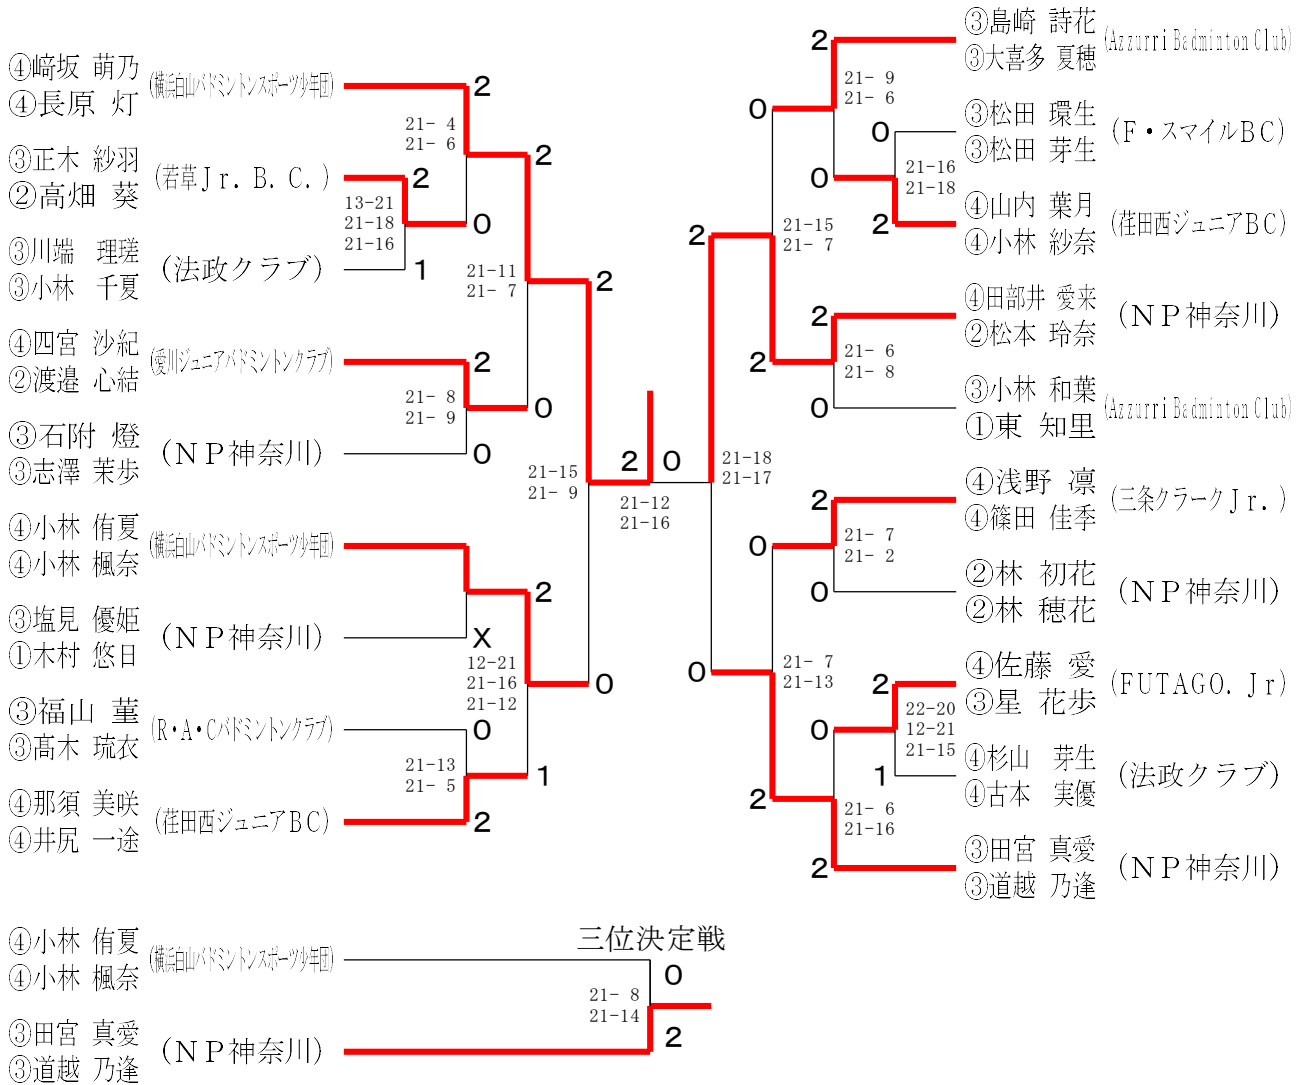 ④﨑坂 萌乃
④長原 灯
(横浜白山バドミントンスポーツ少年団)
2
21- 4
21- 6
2
③正木 紗羽
②高畑 葵
(若草Jr. B. C. )
2
13-21
21-18
21-16
0
③川端 理瑳
③小林 千夏
(法政クラブ)
1
21-11
21- 7
2
④四宮 沙紀
②渡邉 心結
(愛川ジュニアバドミントンクラブ)
2
21- 8
21- 9
0
③石附 燈
③志澤 茉歩
(NP神奈川)
0
21-15
21- 9
2
④小林 侑夏
④小林 楓奈
(横浜白山バドミントンスポーツ少年団)
2
③塩見 優姫
①木村 悠日
(NP神奈川)
X
12-21
21-16
21-12
0
③福山 菫
③髙木 琉衣
(R・A・Cバドミントンクラブ)
0
21-13
21- 5
1
④那須 美咲
④井尻 一途
(荏田西ジュニアBC)
2
0
21-12
21-16
2
③島崎 詩花
③大喜多 夏穂
(Azzurri Badminton Club)
21- 9
21- 6
0
0
③松田 環生
③松田 芽生
(F・スマイルBC)
21-16
21-18
0
2
④山内 葉月
④小林 紗奈
(荏田西ジュニアBC)
21-15
21- 7
2
2
④田部井 愛来
②松本 玲奈
(NP神奈川)
21- 6
21- 8
2
0
③小林 和葉
①東 知里
(Azzurri Badminton Club)
21-18
21-17
2
④浅野 凛
④篠田 佳季
(三条クラークJr. )
21- 7
21- 2
0
0
②林 初花
②林 穂花
(NP神奈川)
21- 7
21-13
0
2
④佐藤 愛
③星 花歩
(FUTAGO. Jr)
22-20
12-21
21-15
0
1
④杉山 芽生
④古本 実優
(法政クラブ)
21- 6
21-16
2
2
③田宮 真愛
③道越 乃逢
(NP神奈川)
三位決定戦
④小林 侑夏
④小林 楓奈
(横浜白山バドミントンスポーツ少年団)
0
21- 8
21-14
③田宮 真愛
③道越 乃逢
(NP神奈川)
2